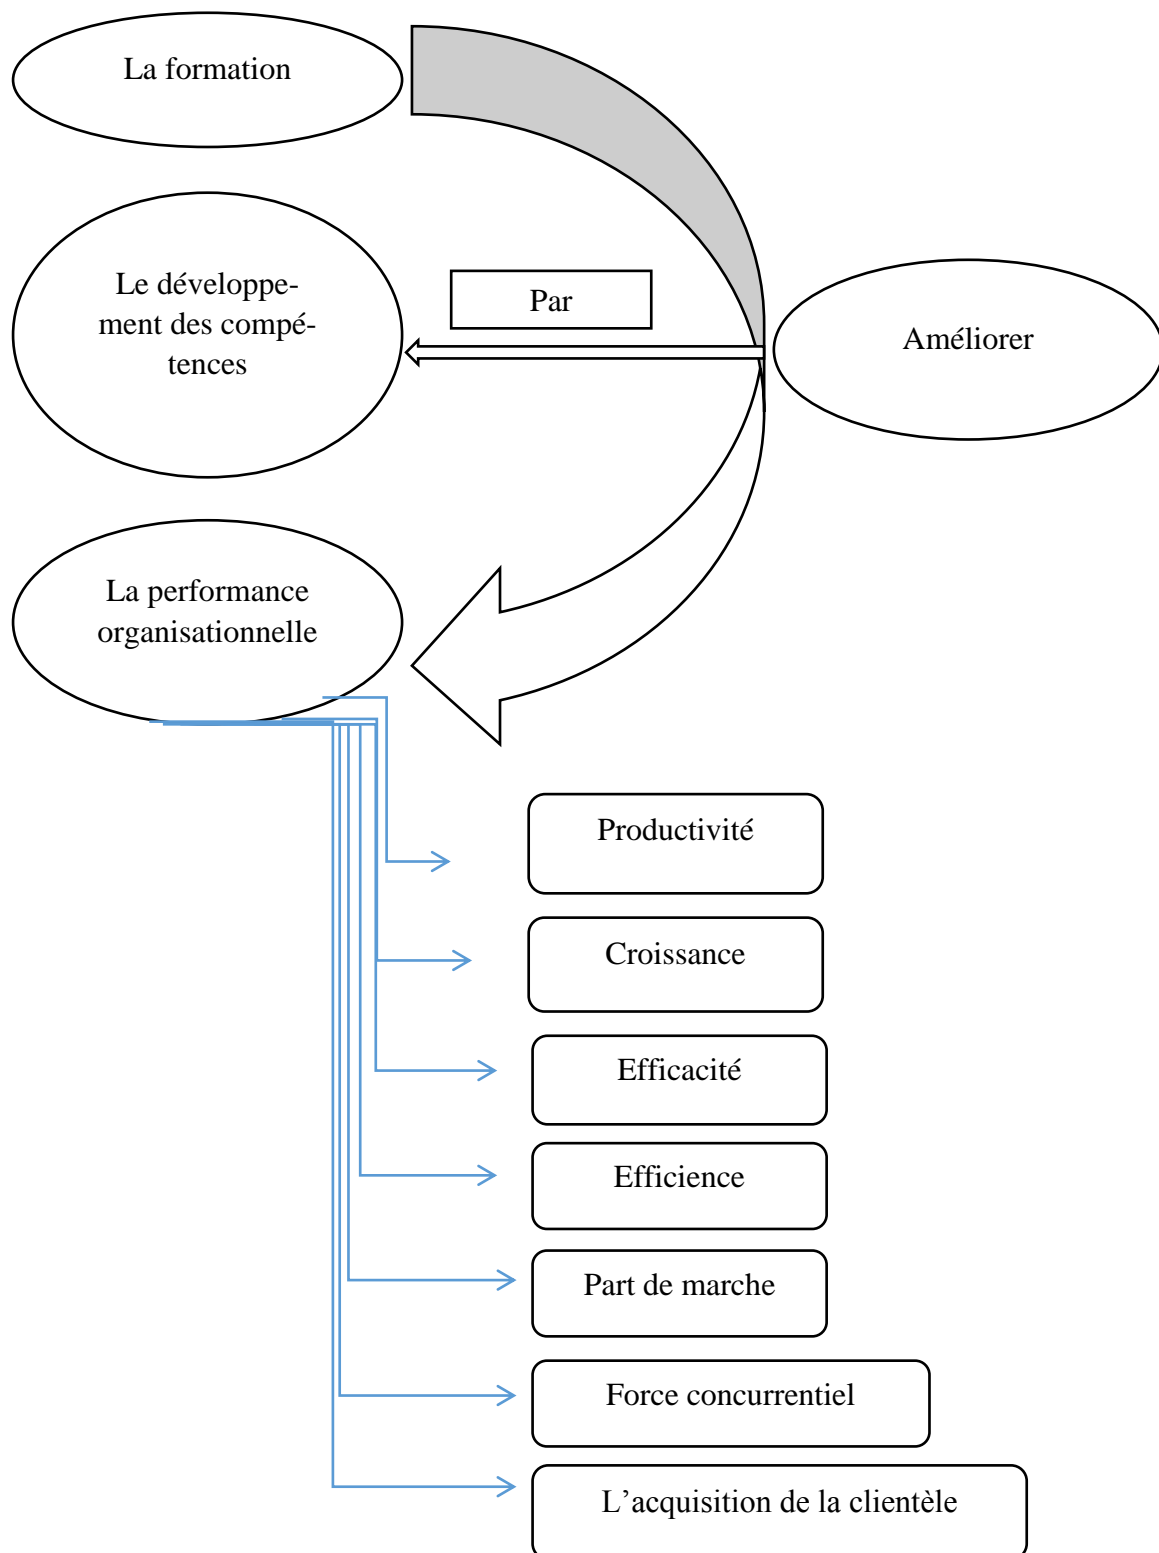 La formation
Le développe-
ment des compé-
tences
Par
Améliorer
La performance
organisationnelle
Productivité
Croissance
Efficacité
Efficience
Part de marche
Force concurrentiel
L’acquisition de la clientèle